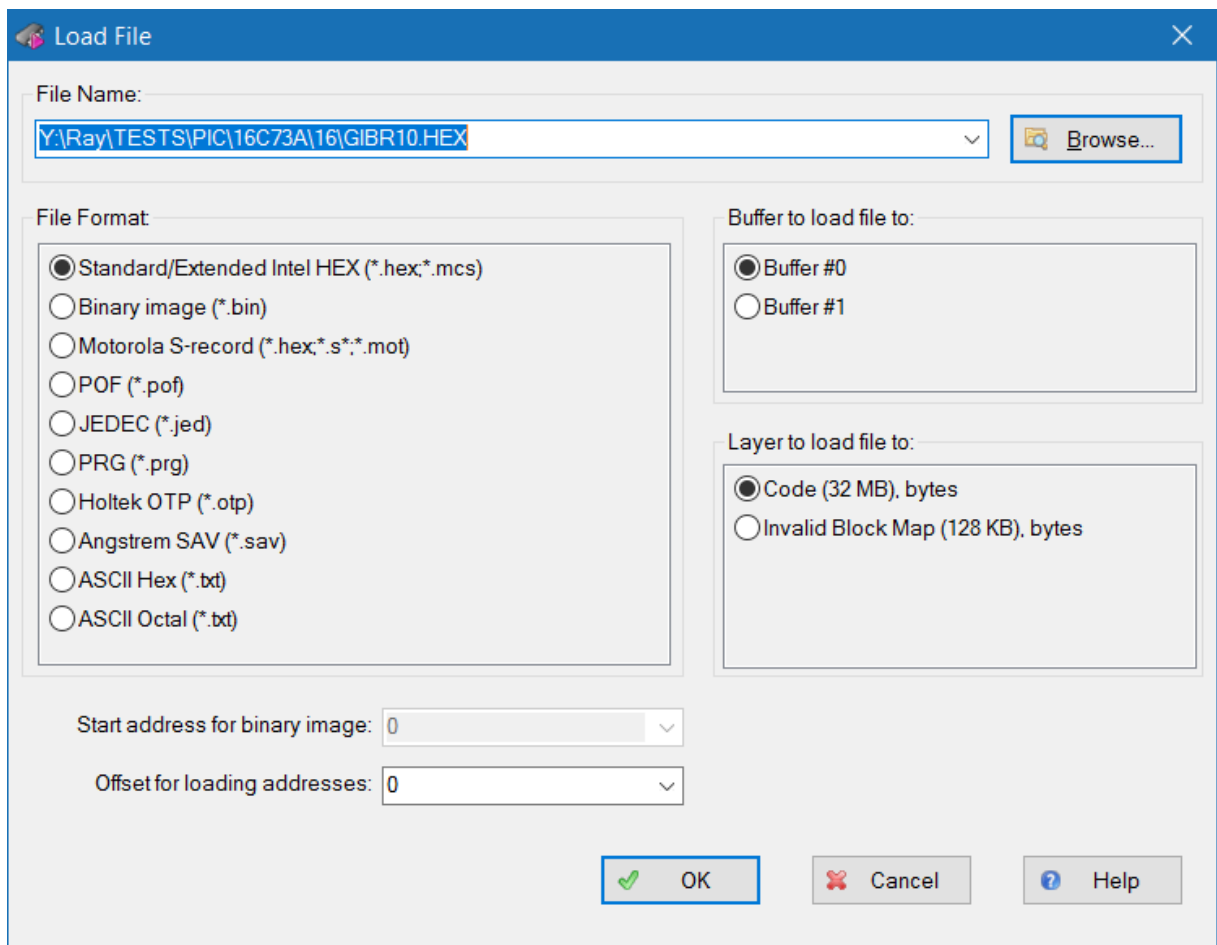 Load File
File Name:
Y:\Ray\TESTS\PIC\16C73A\16\GIBR10.HEX
Browse...
File Format:
Standard/Extended Intel HEX (*.hex;*.mcs)
Binary image (*.bin)
Motorola S-record (*.hex;*.s*;*.mot)
POF (*.pof)
JEDEC (*.jed)
PRG (*.prg)
Holtek OTP (*.otp)
Angstrem SAV (*.sav)
ASCII Hex (*.txt)
ASCII Octal (*.txt)
Buffer to load file to:
Buffer #0
Buffer #1
Layer to load file to:
Code (32 MB), bytes
Invalid Block Map (128 KB), bytes
Start address for binary image: 0
Offset for loading addresses: 0
OK Cancel Help